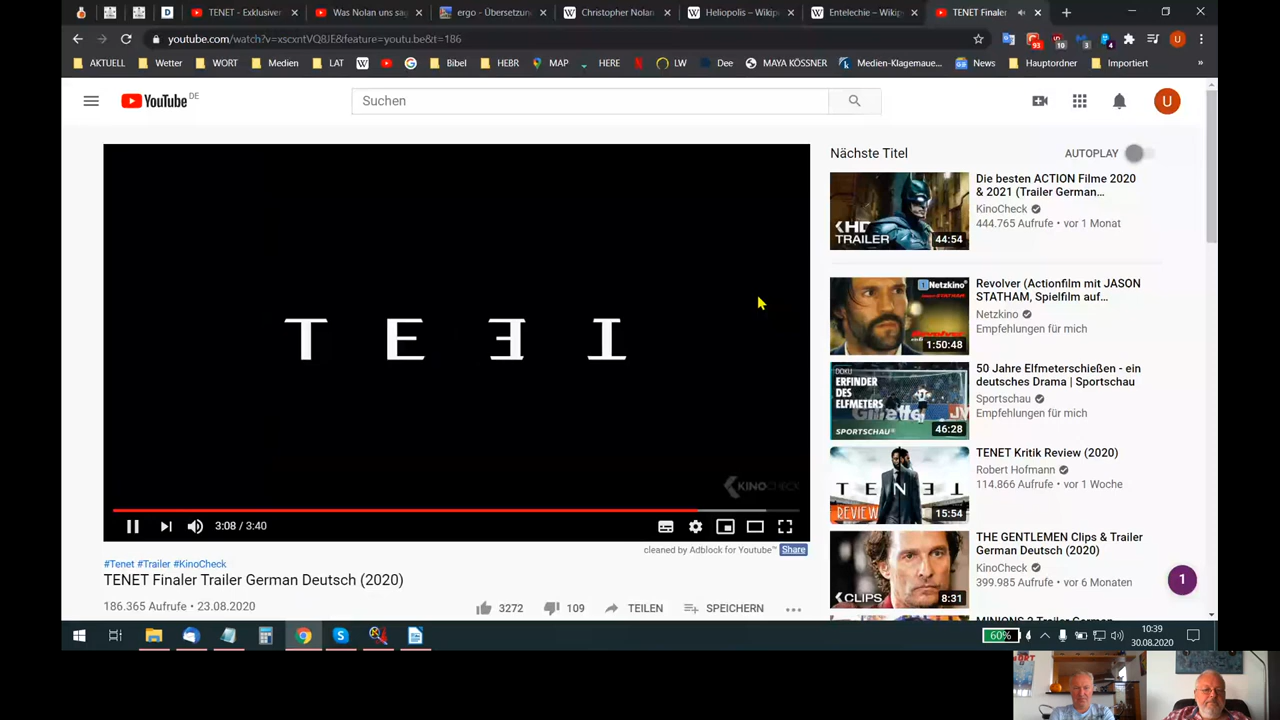 TENET - Exklusiver
Was Nolan uns sag
ergo - Übersetzung
Christopher Nolan
Heliopolis – Wikip
Entelechie – Wikip
TENET Finaler
youtube.com/watch?v=xscxntVQ8JE&feature=youtu.be&t=186
AKTUELL
Wetter
WORT
Medien
LAT
Bibel
HEBR
MAP
HERE
LW
Dee
MAYA KÖSSNER
Medien-Klagemaue...
News
Hauptordner
Importiert
»
YouTube DE
Suchen
U
T E Ǝ I
KINOCHECK
3:08 / 3:40
cleaned by Adblock for Youtube™ Share
#Tenet #Trailer #KinoCheck
TENET Finaler Trailer German Deutsch (2020)
186.365 Aufrufe • 23.08.2020
3272
109
TEILEN
SPEICHERN
Nächste Titel
AUTOPLAY
HD
TRAILER
44:54
Die besten ACTION Filme 2020
& 2021 (Trailer German...
KinoCheck
444.765 Aufrufe • vor 1 Monat
Netzkino
1:50:48
Revolver (Actionfilm mit JASON
STATHAM, Spielfilm auf...
Netzkino
Empfehlungen für mich
DOKU
ERFINDER
DES
ELFMETERS
Gillette
SPORTSCHAU
46:28
50 Jahre Elfmeterschießen - ein
deutsches Drama | Sportschau
Sportschau
Empfehlungen für mich
T E N Ǝ T
REVIEW
15:54
TENET Kritik Review (2020)
Robert Hofmann
114.866 Aufrufe • vor 1 Woche
CLIPS
8:31
THE GENTLEMEN Clips & Trailer
German Deutsch (2020)
KinoCheck
399.985 Aufrufe • vor 6 Monaten
1
60%
10:39
30.08.2020